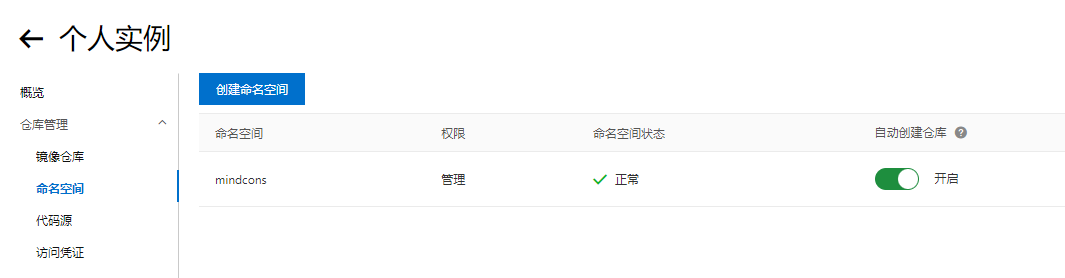 个人实例
概览
仓库管理
镜像仓库
命名空间
代码源
访问凭证
创建命名空间
命名空间 权限 命名空间状态 自动创建仓库 ?
mindcons 管理 正常 开启